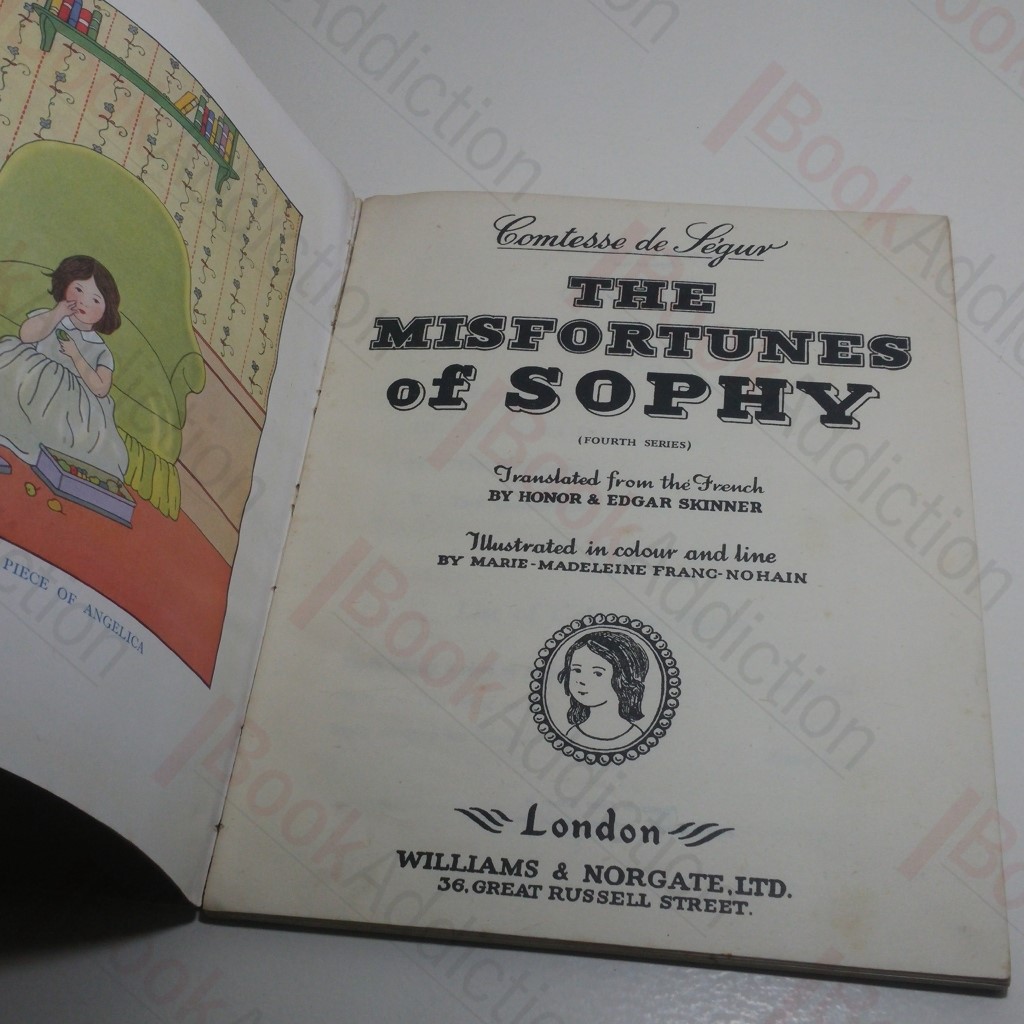 PIECE OF ANGELICA
Comtesse de Ségur
THE
MISFORTUNES
of SOPHY
(FOURTH SERIES)
Translated from the French
BY HONOR & EDGAR SKINNER
Illustrated in colour and line
BY MARIE-MADELEINE FRANC-NOHAIN
London
WILLIAMS & NORGATE, LTD.
36, GREAT RUSSELL STREET.
BookAddiction